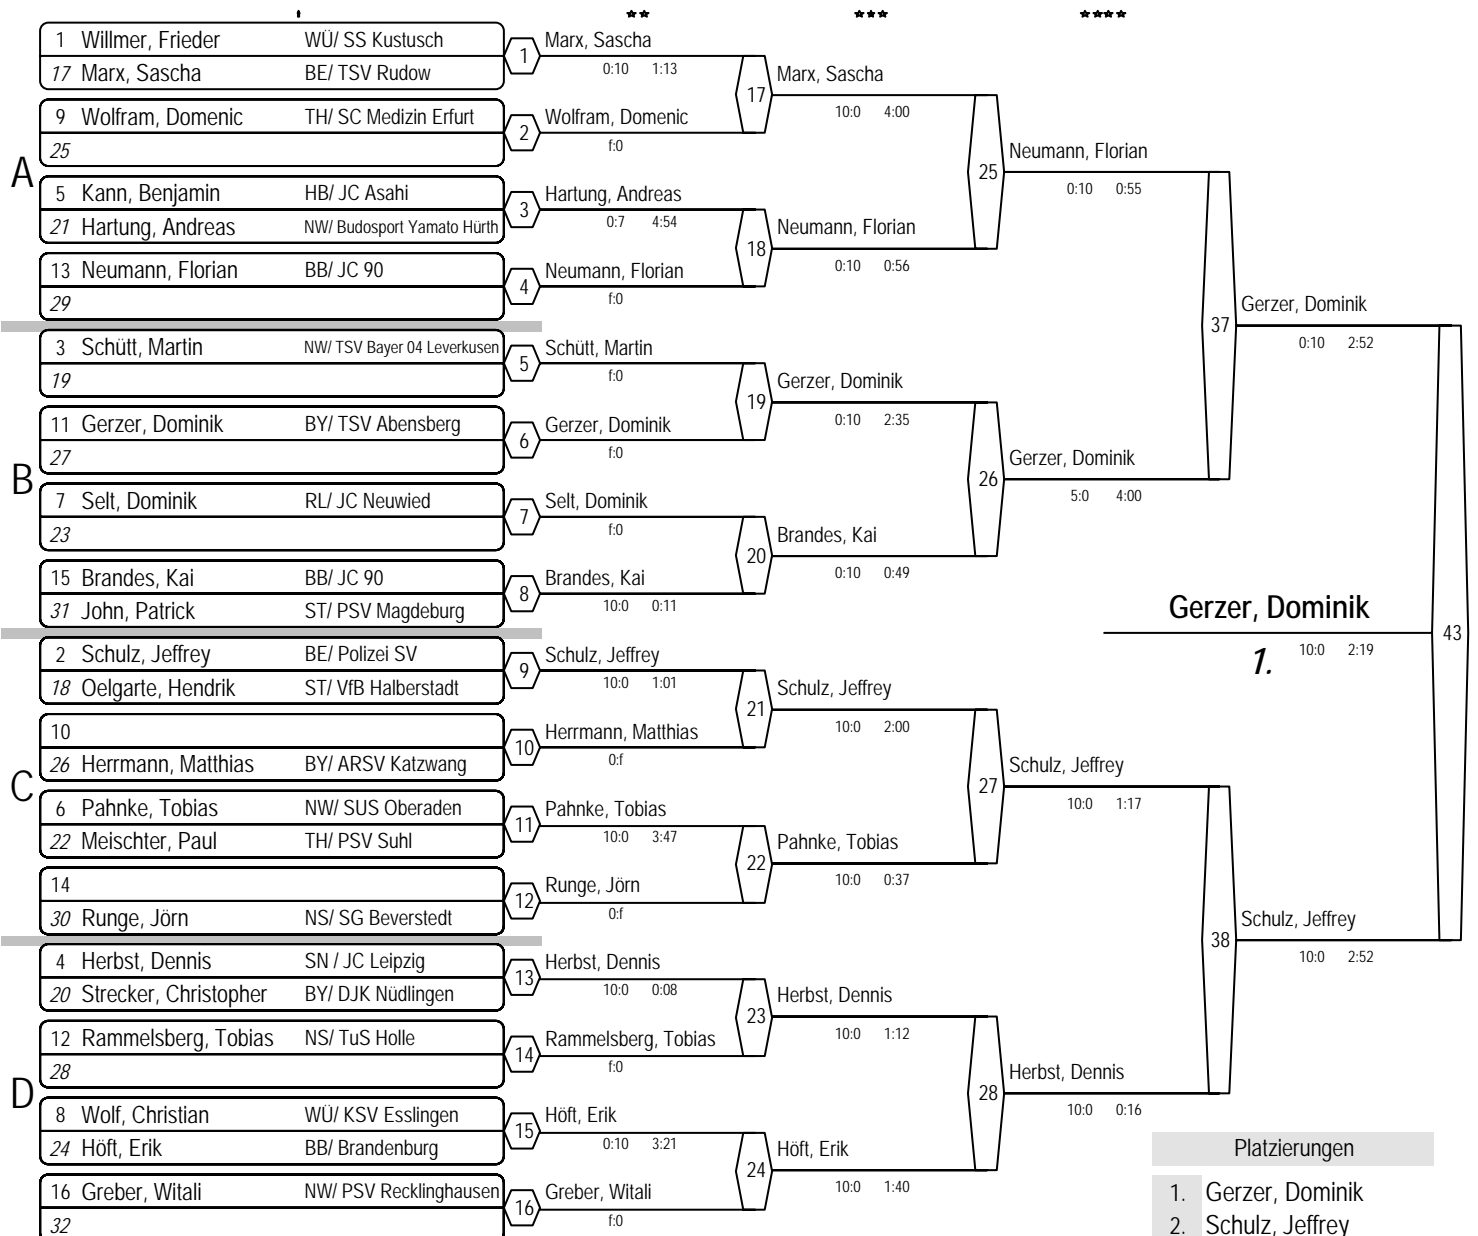 1 Willmer, Frieder WÜ/ SS Kustusch
17 Marx, Sascha BE/ TSV Rudow
1
Marx, Sascha
0:10 1:13
9 Wolfram, Domenic TH/ SC Medizin Erfurt
25
2
Wolfram, Domenic
f:0
17
Marx, Sascha
10:0 4:00
A
5 Kann, Benjamin HB/ JC Asahi
21 Hartung, Andreas NW/ Budosport Yamato Hürth
3
Hartung, Andreas
0:7 4:54
13 Neumann, Florian BB/ JC 90
29
4
Neumann, Florian
f:0
18
Neumann, Florian
0:10 0:56
25
Neumann, Florian
0:10 0:55
3 Schütt, Martin NW/ TSV Bayer 04 Leverkusen
19
5
Schütt, Martin
f:0
11 Gerzer, Dominik BY/ TSV Abensberg
27
6
Gerzer, Dominik
f:0
19
Gerzer, Dominik
0:10 2:35
B
7 Selt, Dominik RL/ JC Neuwied
23
7
Selt, Dominik
f:0
15 Brandes, Kai BB/ JC 90
31 John, Patrick ST/ PSV Magdeburg
8
Brandes, Kai
10:0 0:11
20
Brandes, Kai
0:10 0:49
26
Gerzer, Dominik
5:0 4:00
37
Gerzer, Dominik
0:10 2:52
2 Schulz, Jeffrey BE/ Polizei SV
18 Oelgarte, Hendrik ST/ VfB Halberstadt
9
Schulz, Jeffrey
10:0 1:01
10
26 Herrmann, Matthias BY/ ARSV Katzwang
10
Herrmann, Matthias
0:f
21
Schulz, Jeffrey
10:0 2:00
C
6 Pahnke, Tobias NW/ SUS Oberaden
22 Meischter, Paul TH/ PSV Suhl
11
Pahnke, Tobias
10:0 3:47
14
30 Runge, Jörn NS/ SG Beverstedt
12
Runge, Jörn
0:f
22
Pahnke, Tobias
10:0 0:37
27
Schulz, Jeffrey
10:0 1:17
4 Herbst, Dennis SN / JC Leipzig
20 Strecker, Christopher BY/ DJK Nüdlingen
13
Herbst, Dennis
10:0 0:08
12 Rammelsberg, Tobias NS/ TuS Holle
28
14
Rammelsberg, Tobias
f:0
23
Herbst, Dennis
10:0 1:12
D
8 Wolf, Christian WÜ/ KSV Esslingen
24 Höft, Erik BB/ Brandenburg
15
Höft, Erik
0:10 3:21
16 Greber, Witali NW/ PSV Recklinghausen
32
16
Greber, Witali
f:0
24
Höft, Erik
10:0 1:40
28
Herbst, Dennis
10:0 0:16
38
Schulz, Jeffrey
10:0 2:52
43
Gerzer, Dominik
1. 10:0 2:19
Platzierungen
1. Gerzer, Dominik
2. Schulz, Jeffrey